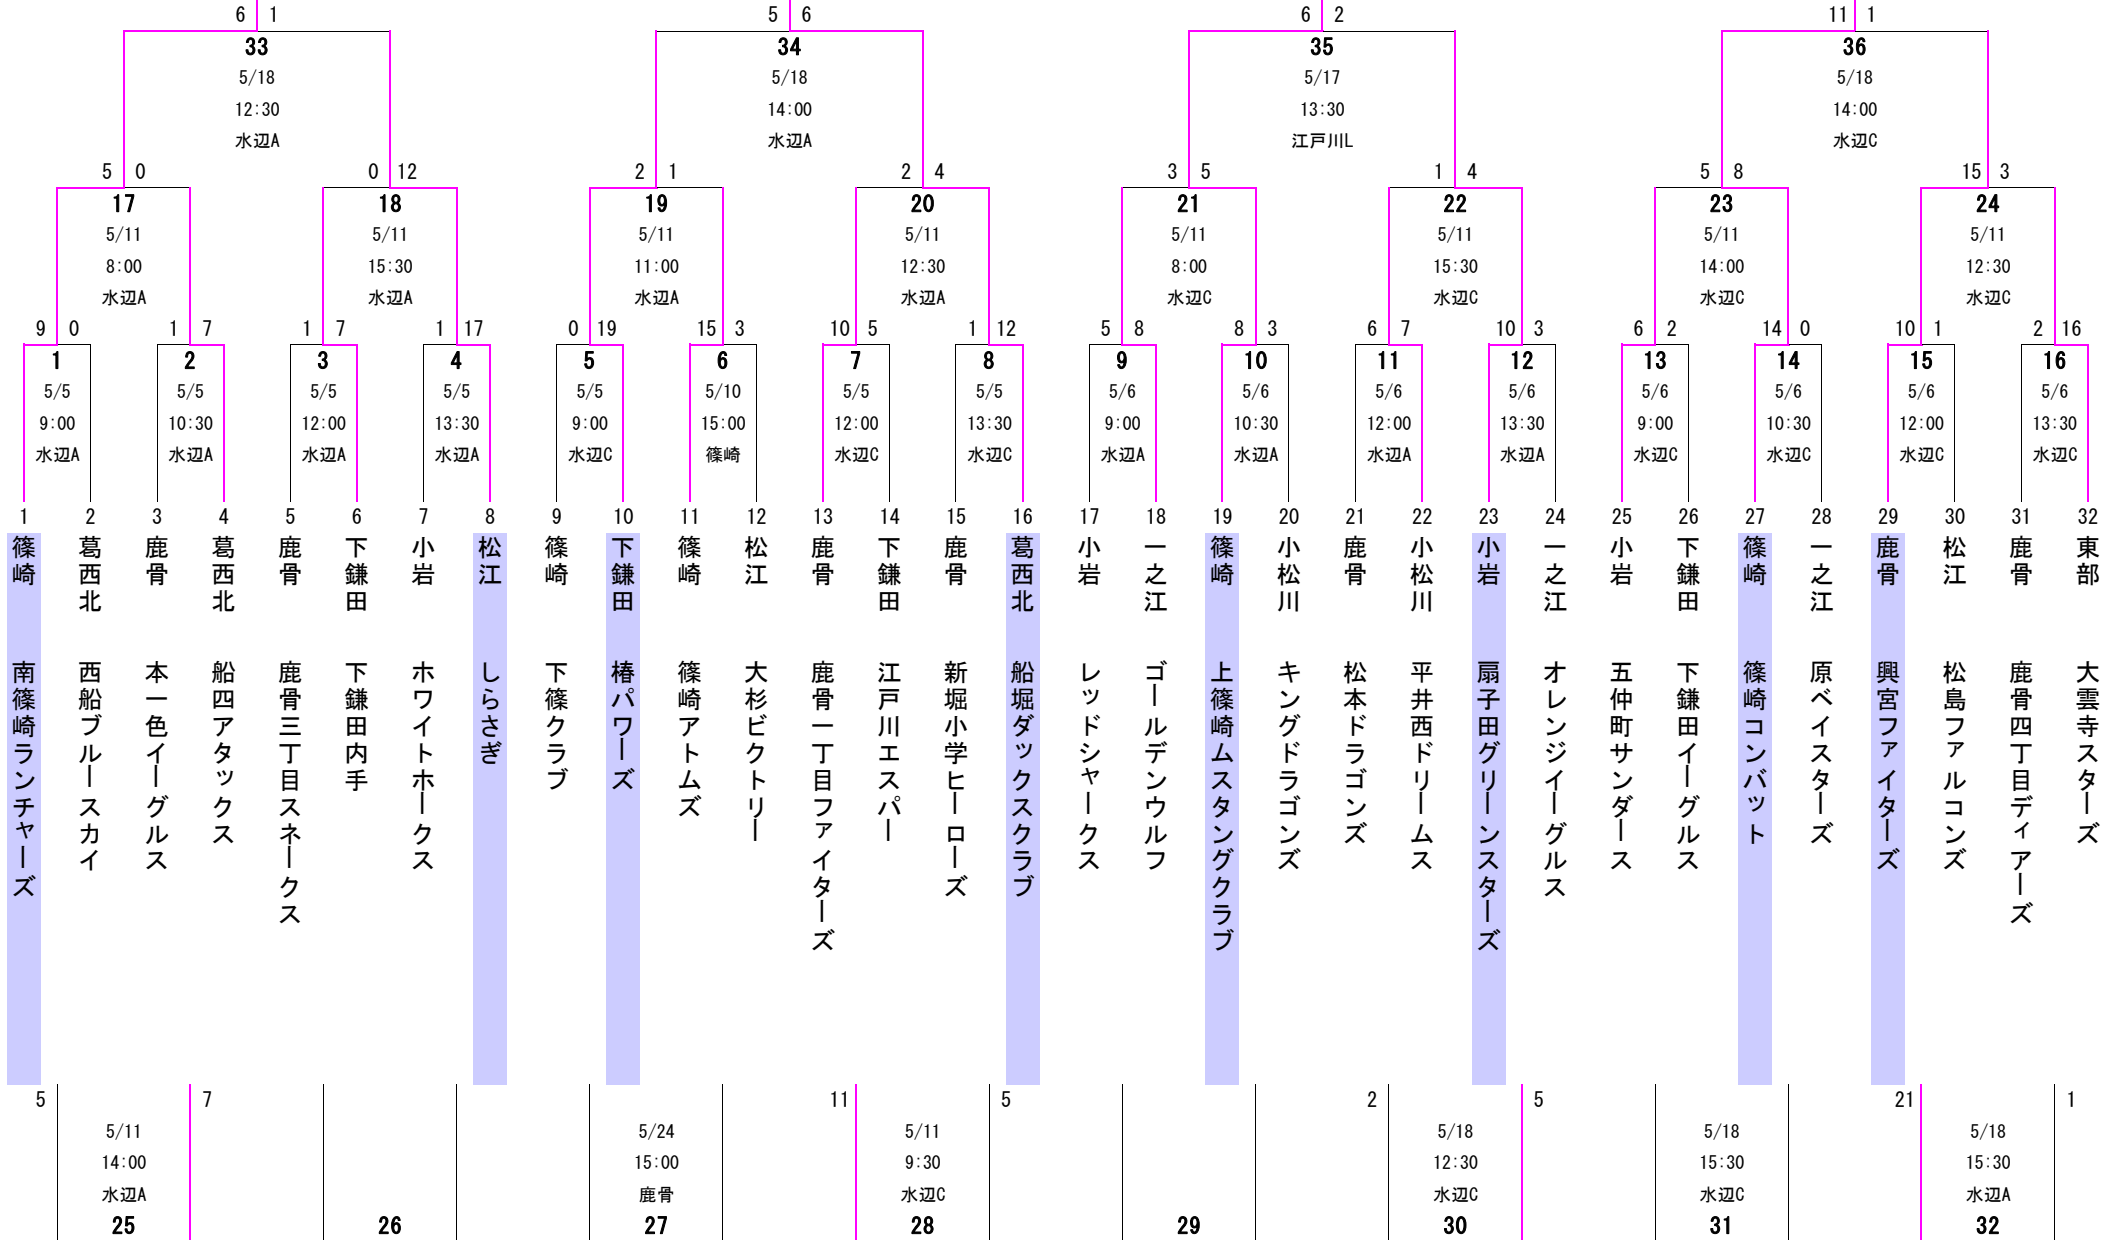 6 1 5 6 6 2 11 1
33 34 35 36
5/18 5/18 5/17 5/18
12:30 14:00 13:30 14:00
水辺A 水辺A 江戸川L 水辺C
5 0 0 12 2 1 2 4 3 5 1 4 5 8 15 3
17 18 19 20 21 22 23 24
5/11 5/11 5/11 5/11 5/11 5/11 5/11 5/11
8:00 15:30 11:00 12:30 8:00 15:30 14:00 12:30
水辺A 水辺A 水辺A 水辺A 水辺C 水辺C 水辺C 水辺C
9 0 1 7 1 7 1 17 0 19 15 3 10 5 1 12 5 8 8 3 6 7 10 3 6 2 14 0 10 1 2 16
1 2 3 4 5 6 7 8 9 10 11 12 13 14 15 16
5/5 5/5 5/5 5/5 5/5 5/10 5/5 5/5 5/6 5/6 5/6 5/6 5/6 5/6 5/6 5/6
9:00 10:30 12:00 13:30 9:00 15:00 12:00 13:30 9:00 10:30 12:00 13:30 9:00 10:30 12:00 13:30
水辺A 水辺A 水辺A 水辺A 水辺C 篠崎 水辺C 水辺C 水辺A 水辺A 水辺A 水辺A 水辺C 水辺C 水辺C 水辺C
1 篠崎 南篠崎ランチャーズ
2 葛西北 西船ブルースカイ
3 鹿骨 本一色イーグルス
4 葛西北 船四アタックス
5 鹿骨 鹿骨三丁目スネークス
6 下鎌田 下鎌田内手
7 小岩 ホワイトホークス
8 松江 しらさぎ
9 篠崎 下篠クラブ
10 下鎌田 椿パワーズ
11 篠崎 篠崎アトムズ
12 松江 大杉ビクトリー
13 鹿骨 鹿骨一丁目ファイターズ
14 下鎌田 江戸川エスパー
15 鹿骨 新堀小学ヒーローズ
16 葛西北 船堀ダックスクラブ
17 小岩 レッドシャークス
18 一之江 ゴールデンウルフ
19 篠崎 上篠崎ムスタングクラブ
20 小松川 キングドラゴンズ
21 鹿骨 松本ドラゴンズ
22 小松川 平井西ドリームス
23 小岩 扇子田グリーンスターズ
24 一之江 オレンジイーグルス
25 小岩 五仲町サンダース
26 下鎌田 下鎌田イーグルス
27 篠崎 篠崎コンバット
28 一之江 原ベイスターズ
29 鹿骨 興宮ファイターズ
30 松江 松島ファルコンズ
31 鹿骨 鹿骨四丁目ディアーズ
32 東部 大雲寺スターズ
5 7 11 5 2 5 21 1
5/11 5/24 5/11 5/18 5/18 5/18
14:00 15:00 9:30 12:30 15:30 15:30
水辺A 鹿骨 水辺C 水辺C 水辺C 水辺A
25 26 27 28 29 30 31 32